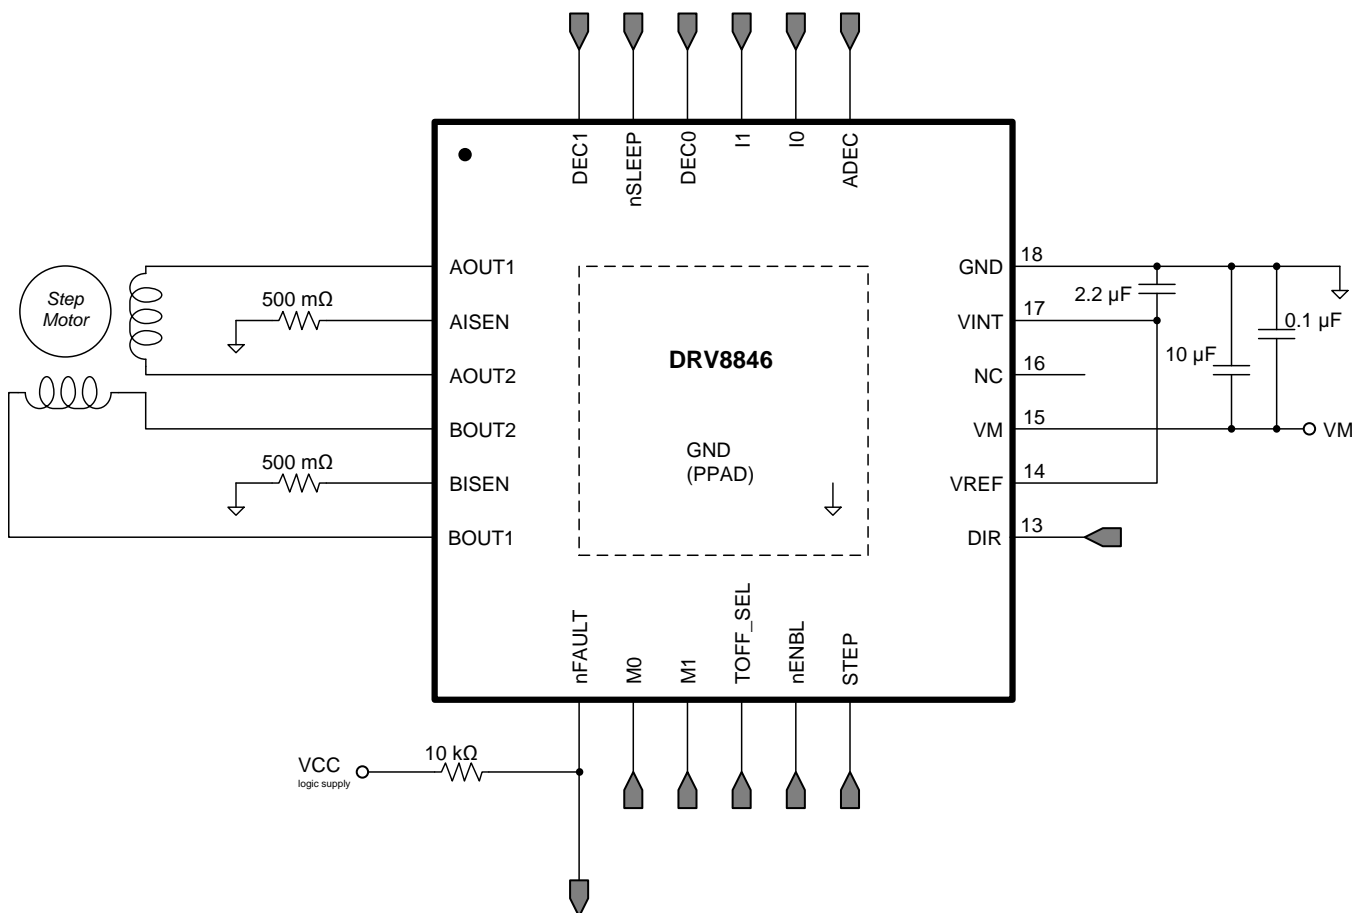 DEC1
nSLEEP
DEC0
I1
I0
ADEC
AOUT1
AISEN
AOUT2
BOUT2
BISEN
BOUT1
Step
Motor
500 mΩ
500 mΩ
DRV8846
GND
(PPAD)
GND
18
VINT
17
NC
16
VM
15
VREF
14
DIR
13
2.2 µF
10 µF
0.1 µF
VM
nFAULT
M0
M1
TOFF_SEL
nENBL
STEP
VCC
logic supply
10 kΩ